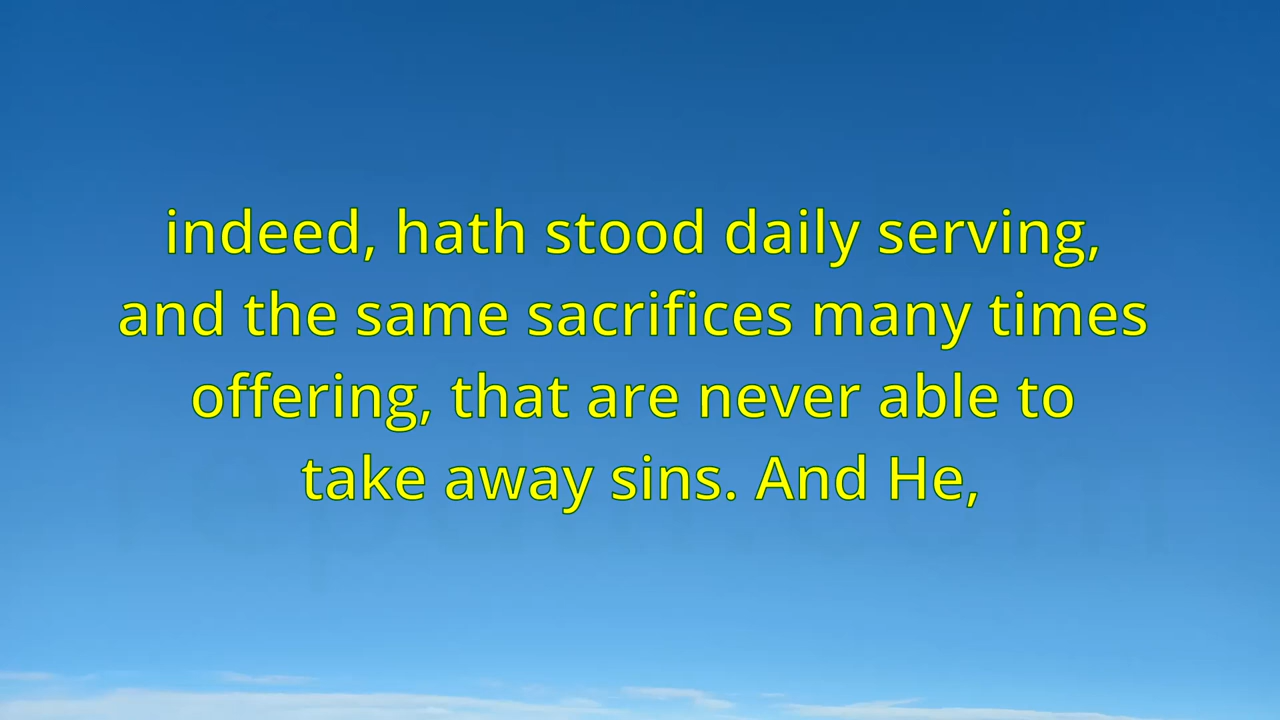 indeed, hath stood daily serving,
and the same sacrifices many times
offering, that are never able to
take away sins. And He,